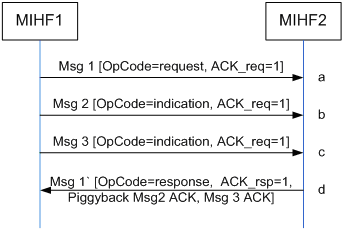 MIHF1
MIHF2
Msg 1 [OpCode=request, ACK_req=1]
a
Msg 2 [OpCode=indication, ACK_req=1]
b
Msg 3 [OpCode=indication, ACK_req=1]
c
Msg 1` [OpCode=response,  ACK_rsp=1,
d
Piggyback Msg2 ACK, Msg 3 ACK]